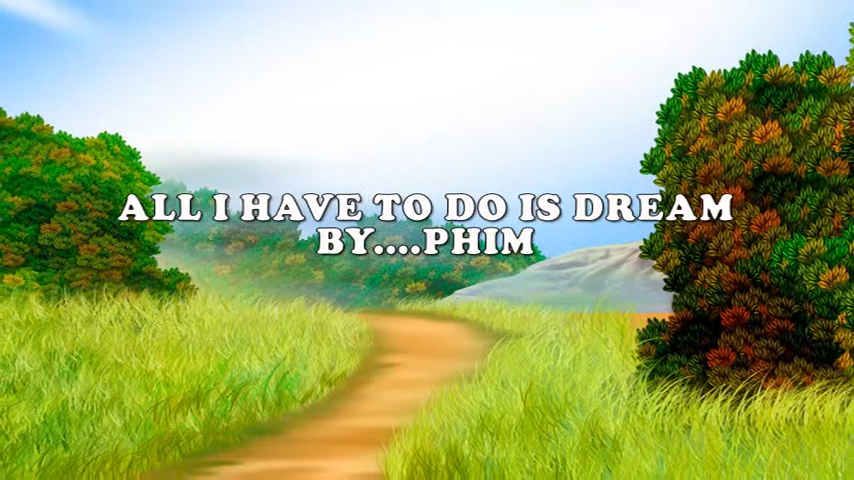 ALL I HAVE TO DO IS DREAM
BY....PHIM